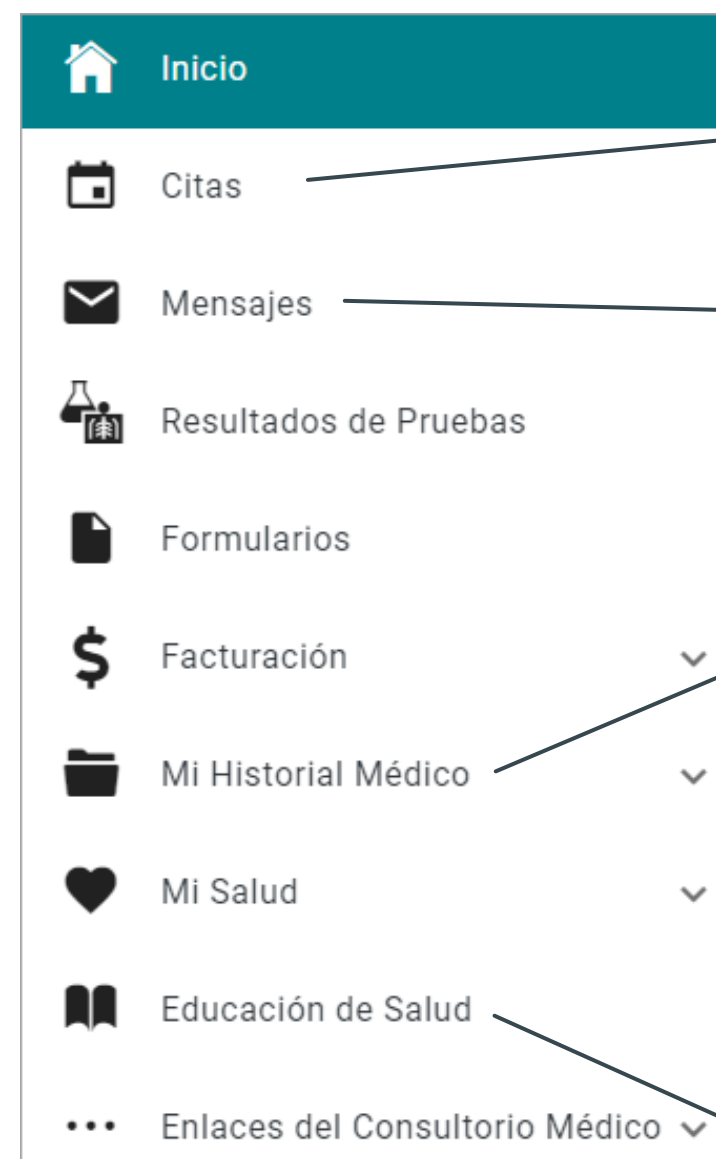 Inicio
Citas
Mensajes
Resultados de Pruebas
Formularios
Facturación
Mi Historial Médico
Mi Salud
Educación de Salud
Enlaces del Consultorio Médico